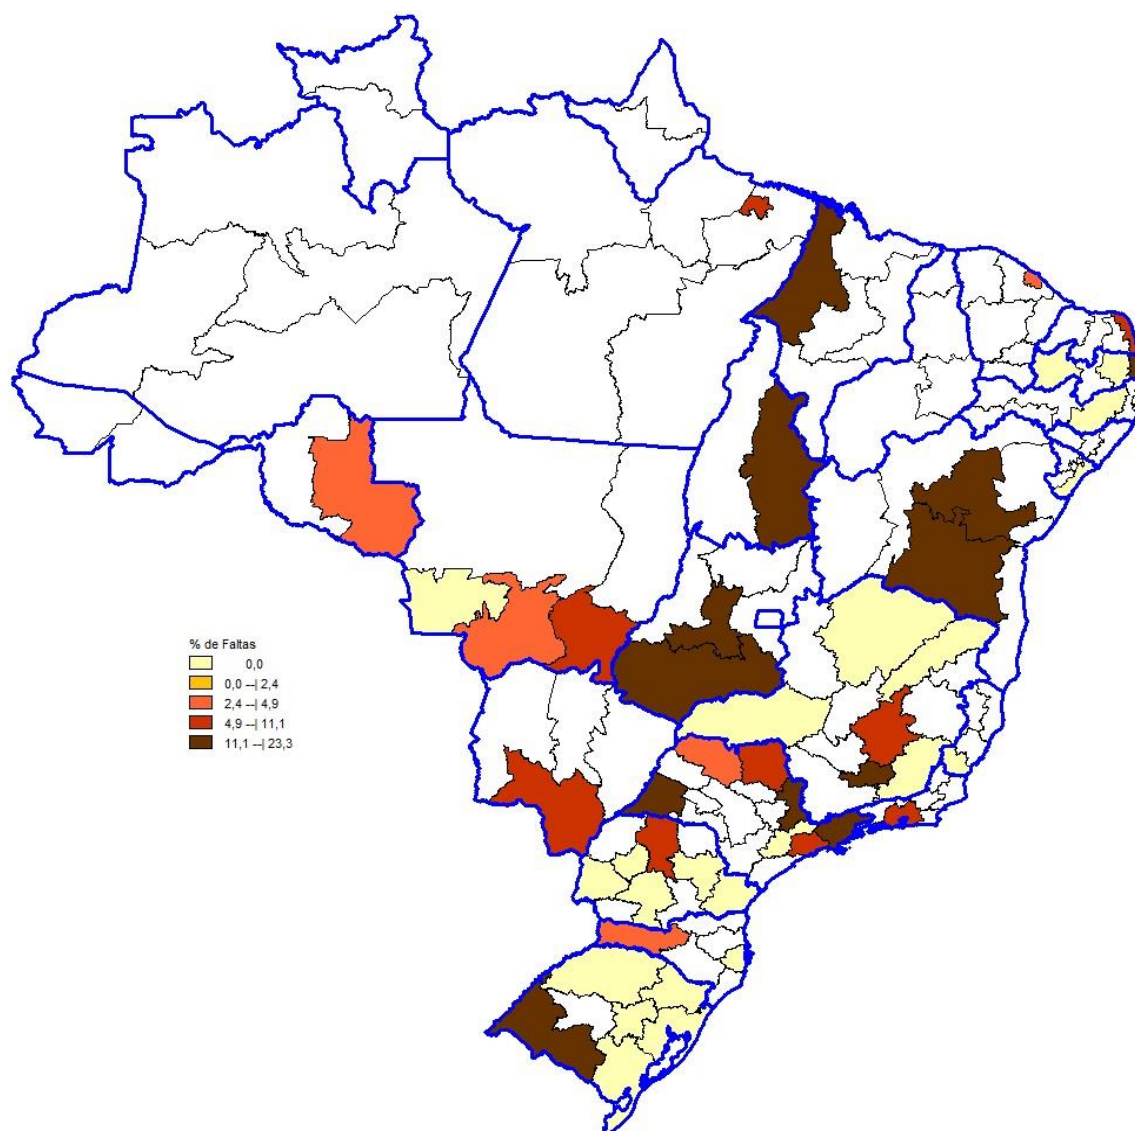 % de Faltas
0,0
0,0 --| 2,4
2,4 --| 4,9
4,9 --| 11,1
11,1 --| 23,3